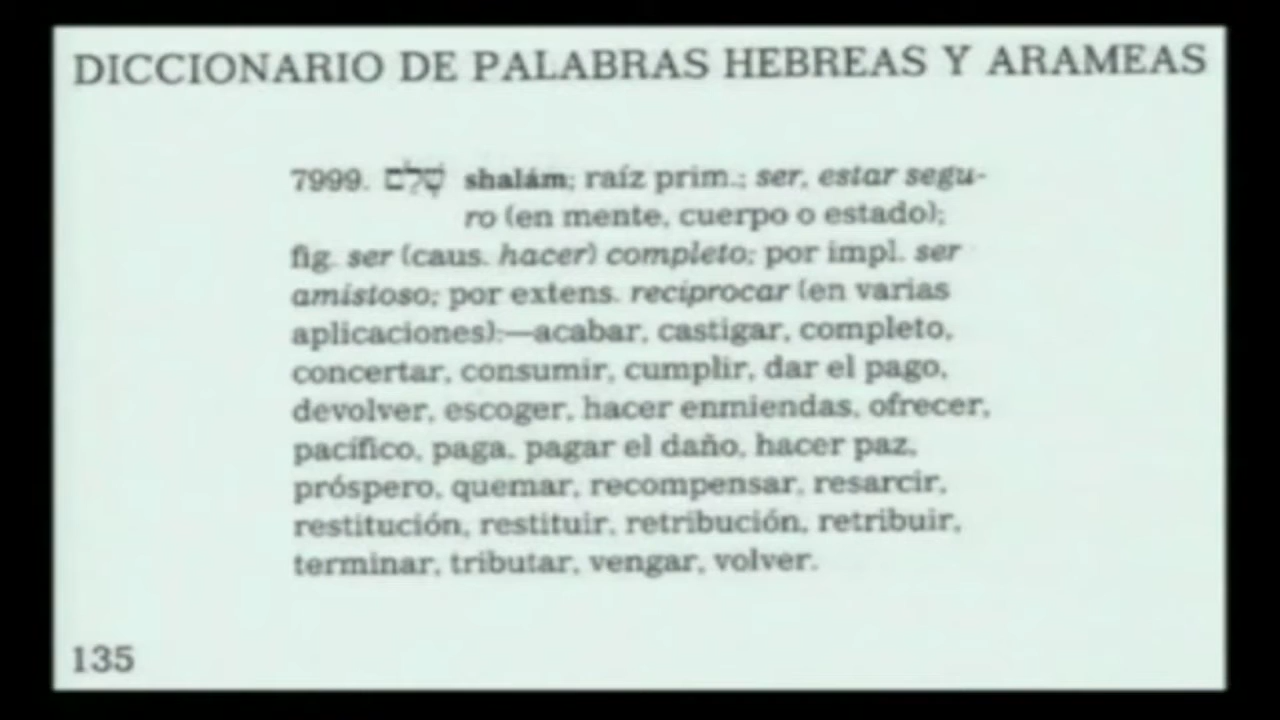 DICCIONARIO DE PALABRAS HEBREAS Y ARAMEAS
7999. שָׁלַם shalám; raíz prim.; ser, estar segu-
ro (en mente, cuerpo o estado);
fig. ser (caus. hacer) completo; por impl. ser
amistoso; por extens. reciprocar (en varias
aplicaciones):—acabar, castigar, completo,
concertar, consumir, cumplir, dar el pago,
devolver, escoger, hacer enmiendas, ofrecer,
pacífico, paga, pagar el daño, hacer paz,
próspero, quemar, recompensar, resarcir,
restitución, restituir, retribución, retribuir,
terminar, tributar, vengar, volver.
135